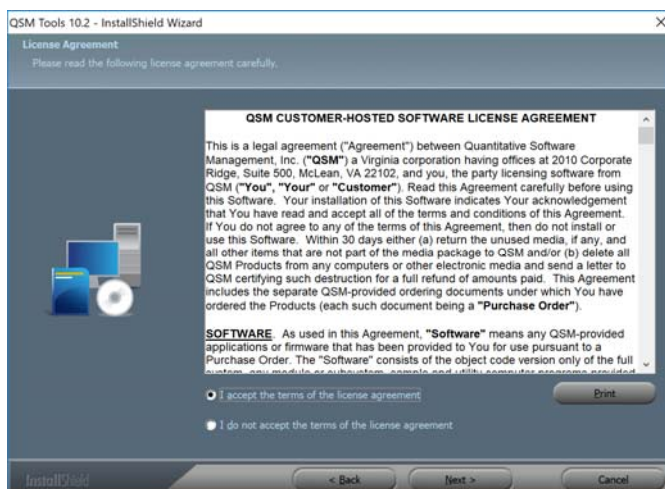 QSM Tools 10.2 - InstallShield Wizard
License Agreement
Please read the following license agreement carefully.
QSM CUSTOMER-HOSTED SOFTWARE LICENSE AGREEMENT
This is a legal agreement ("Agreement") between Quantitative Software
Management, Inc. ("QSM") a Virginia corporation having offices at 2010 Corporate
Ridge, Suite 500, McLean, VA 22102, and you, the party licensing software from
QSM ("You", "Your" or "Customer"). Read this Agreement carefully before using
this Software. Your installation of this Software indicates Your acknowledgement
that You have read and accept all of the terms and conditions of this Agreement.
If You do not agree to any of the terms of this Agreement, then do not install or
use this Software. Within 30 days either (a) return the unused media, if any, and
all other items that are not part of the media package to QSM and/or (b) delete all
QSM Products from any computers or other electronic media and send a letter to
QSM certifying such destruction for a full refund of amounts paid. This Agreement
includes the separate QSM-provided ordering documents under which You have
ordered the Products (each such document being a "Purchase Order").
SOFTWARE. As used in this Agreement, "Software" means any QSM-provided
applications or firmware that has been provided to You for use pursuant to a
Purchase Order. The "Software" consists of the object code version only of the full
system, any module or subsystem, sample and utility computer programs provided
I accept the terms of the license agreement
Print
I do not accept the terms of the license agreement
InstallShield
< Back
Next >
Cancel